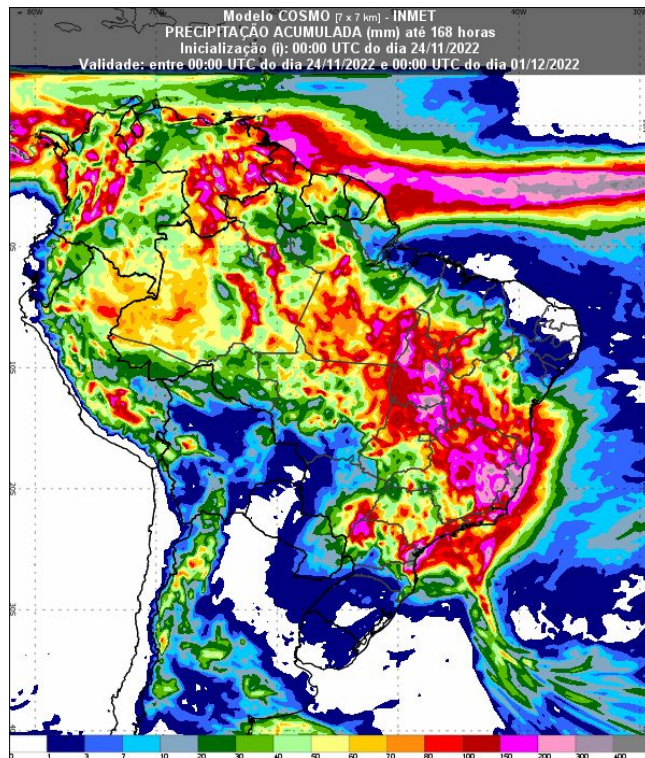 Modelo COSMO [7 x 7 km] - INMET
PRECIPITAÇÃO ACUMULADA (mm) até 168 horas
Inicialização (i): 00:00 UTC do dia 24/11/2022
Validade: entre 00:00 UTC do dia 24/11/2022 e 00:00 UTC do dia 01/12/2022
0 1 3 7 10 20 30 40 50 60 70 80 100 150 200 300 400